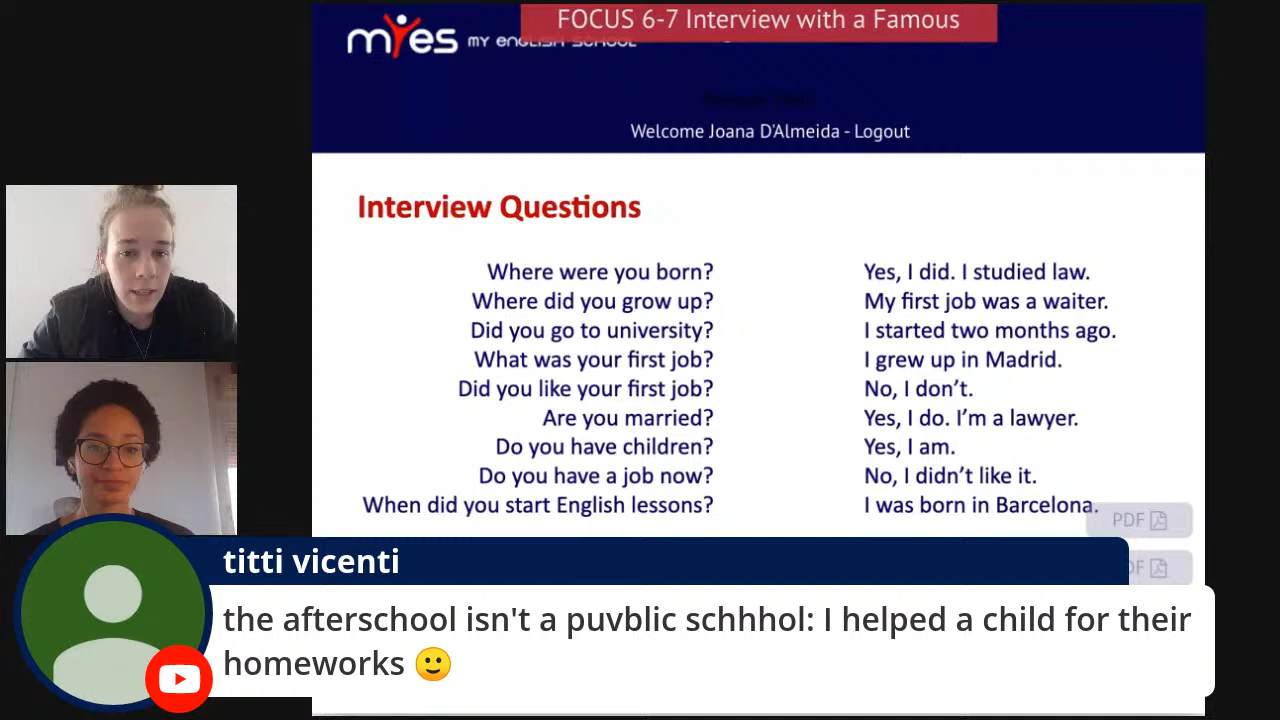 FOCUS 6-7 Interview with a Famous
myes MY ENGLISH SCHOOL
Welcome Joana D'Almeida - Logout
Interview Questions
Where were you born? Yes, I did. I studied law.
Where did you grow up? My first job was a waiter.
Did you go to university? I started two months ago.
What was your first job? I grew up in Madrid.
Did you like your first job? No, I don't.
Are you married? Yes, I do. I'm a lawyer.
Do you have children? Yes, I am.
Do you have a job now? No, I didn't like it.
When did you start English lessons? I was born in Barcelona.
PDF
titti vicenti
the afterschool isn't a puvblic schhhol: I helped a child for their
homeworks 🙂